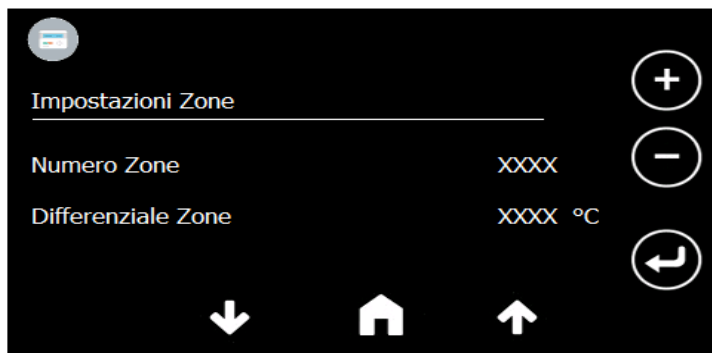 Impostazioni Zone
Numero Zone XXXX
Differenziale Zone XXXX °C